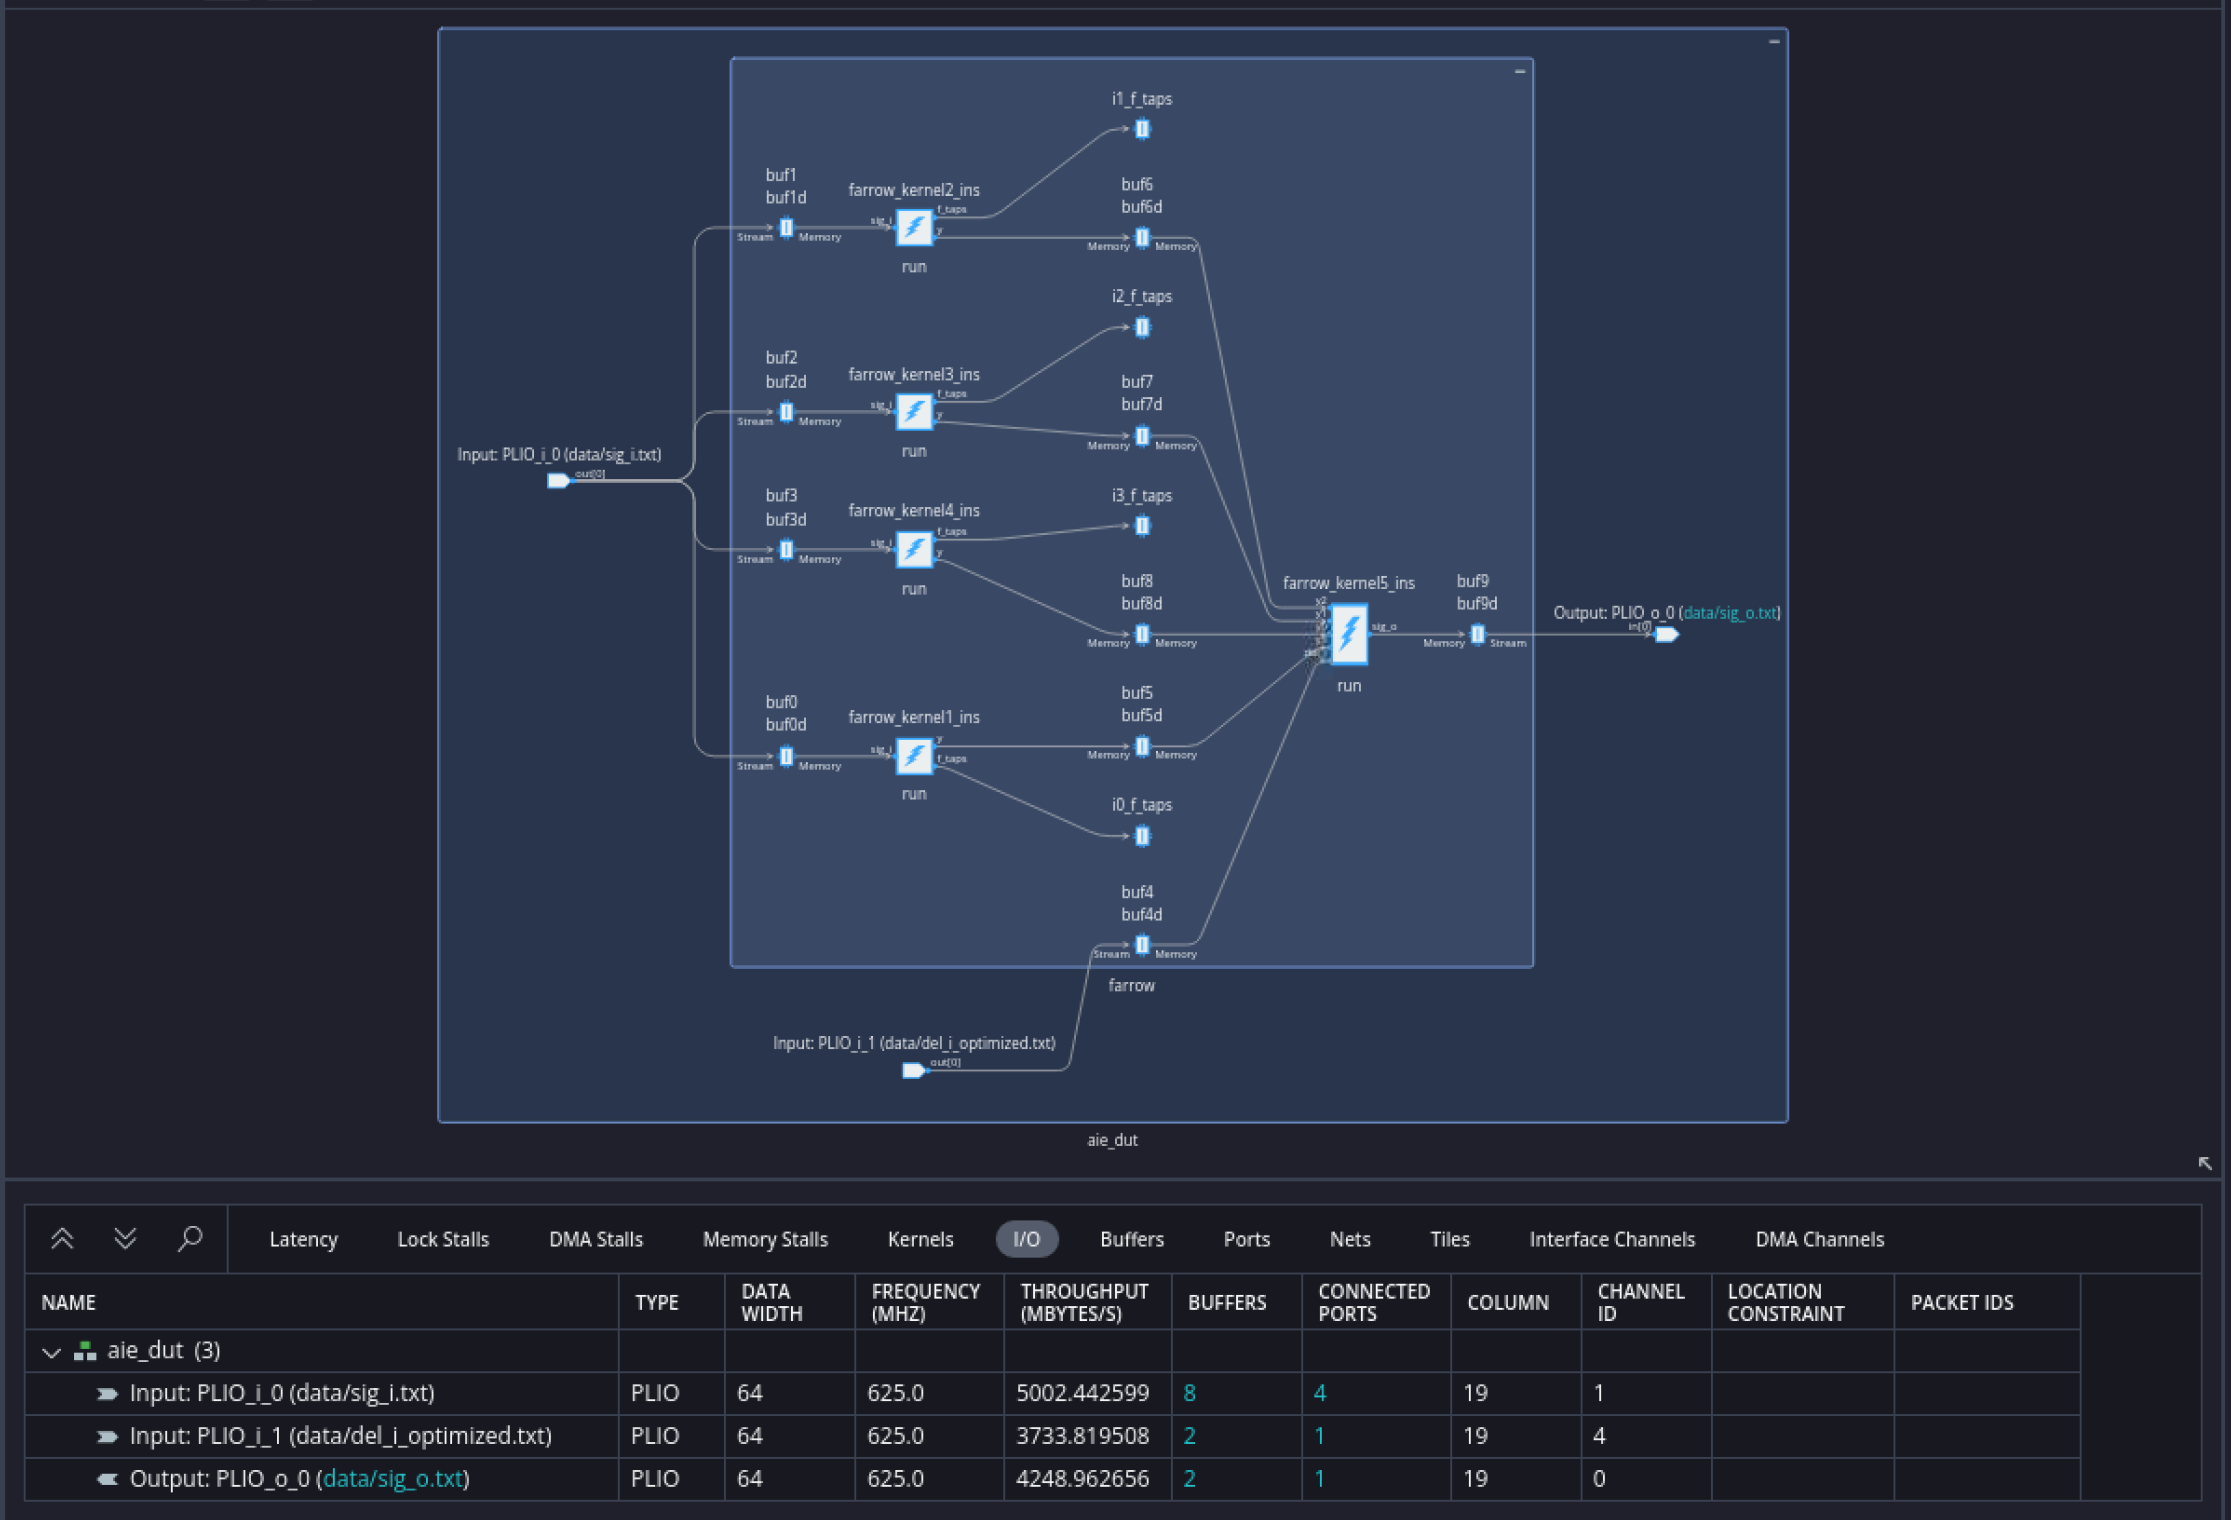 i1_f_taps
buf1
buf1d
farrow_kernel2_ins
buf6
buf6d
sig_i
f_taps
y
Stream
Memory
Memory
Memory
run
i2_f_taps
buf2
buf2d
farrow_kernel3_ins
buf7
buf7d
sig_i
f_taps
y
Stream
Memory
Memory
Memory
run
Input: PLIO_i_0 (data/sig_i.txt)
out[0]
buf3
buf3d
farrow_kernel4_ins
i3_f_taps
sig_i
f_taps
y
Stream
Memory
run
buf8
buf8d
Memory
Memory
farrow_kernel5_ins
sig_o
run
buf9
buf9d
Memory
Stream
Output: PLIO_o_0 (data/sig_o.txt)
in[0]
buf0
buf0d
farrow_kernel1_ins
buf5
buf5d
sig_i
y
f_taps
Stream
Memory
Memory
Memory
run
i0_f_taps
buf4
buf4d
Stream
Memory
farrow
Input: PLIO_i_1 (data/del_i_optimized.txt)
out[0]
aie_dut
Latency Lock Stalls DMA Stalls Memory Stalls Kernels I/O Buffers Ports Nets Tiles Interface Channels DMA Channels
NAME TYPE DATA WIDTH FREQUENCY (MHZ) THROUGHPUT (MBYTES/S) BUFFERS CONNECTED PORTS COLUMN CHANNEL ID LOCATION CONSTRAINT PACKET IDS
aie_dut (3)
Input: PLIO_i_0 (data/sig_i.txt) PLIO 64 625.0 5002.442599 8 4 19 1
Input: PLIO_i_1 (data/del_i_optimized.txt) PLIO 64 625.0 3733.819508 2 1 19 4
Output: PLIO_o_0 (data/sig_o.txt) PLIO 64 625.0 4248.962656 2 1 19 0